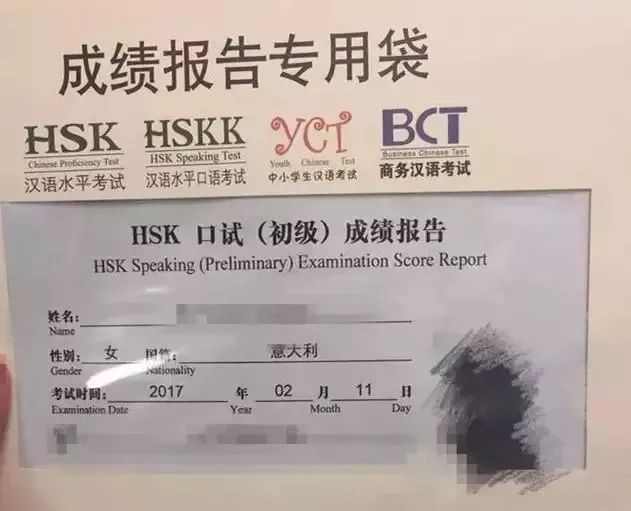 成绩报告专用袋
HSK HSKK YCT BCT
Chinese Proficiency Test HSK Speaking Test Youth Chinese Test Business Chinese Test
汉语水平考试 汉语水平口语考试 中小学生汉语考试 商务汉语考试
HSK 口试（初级）成绩报告
HSK Speaking (Preliminary) Examination Score Report
姓名：
Name
性别： 女 国籍： 意大利
Gender Nationality
考试时间： 2017 年 02 月 11 日
Examination Date Year Month Day